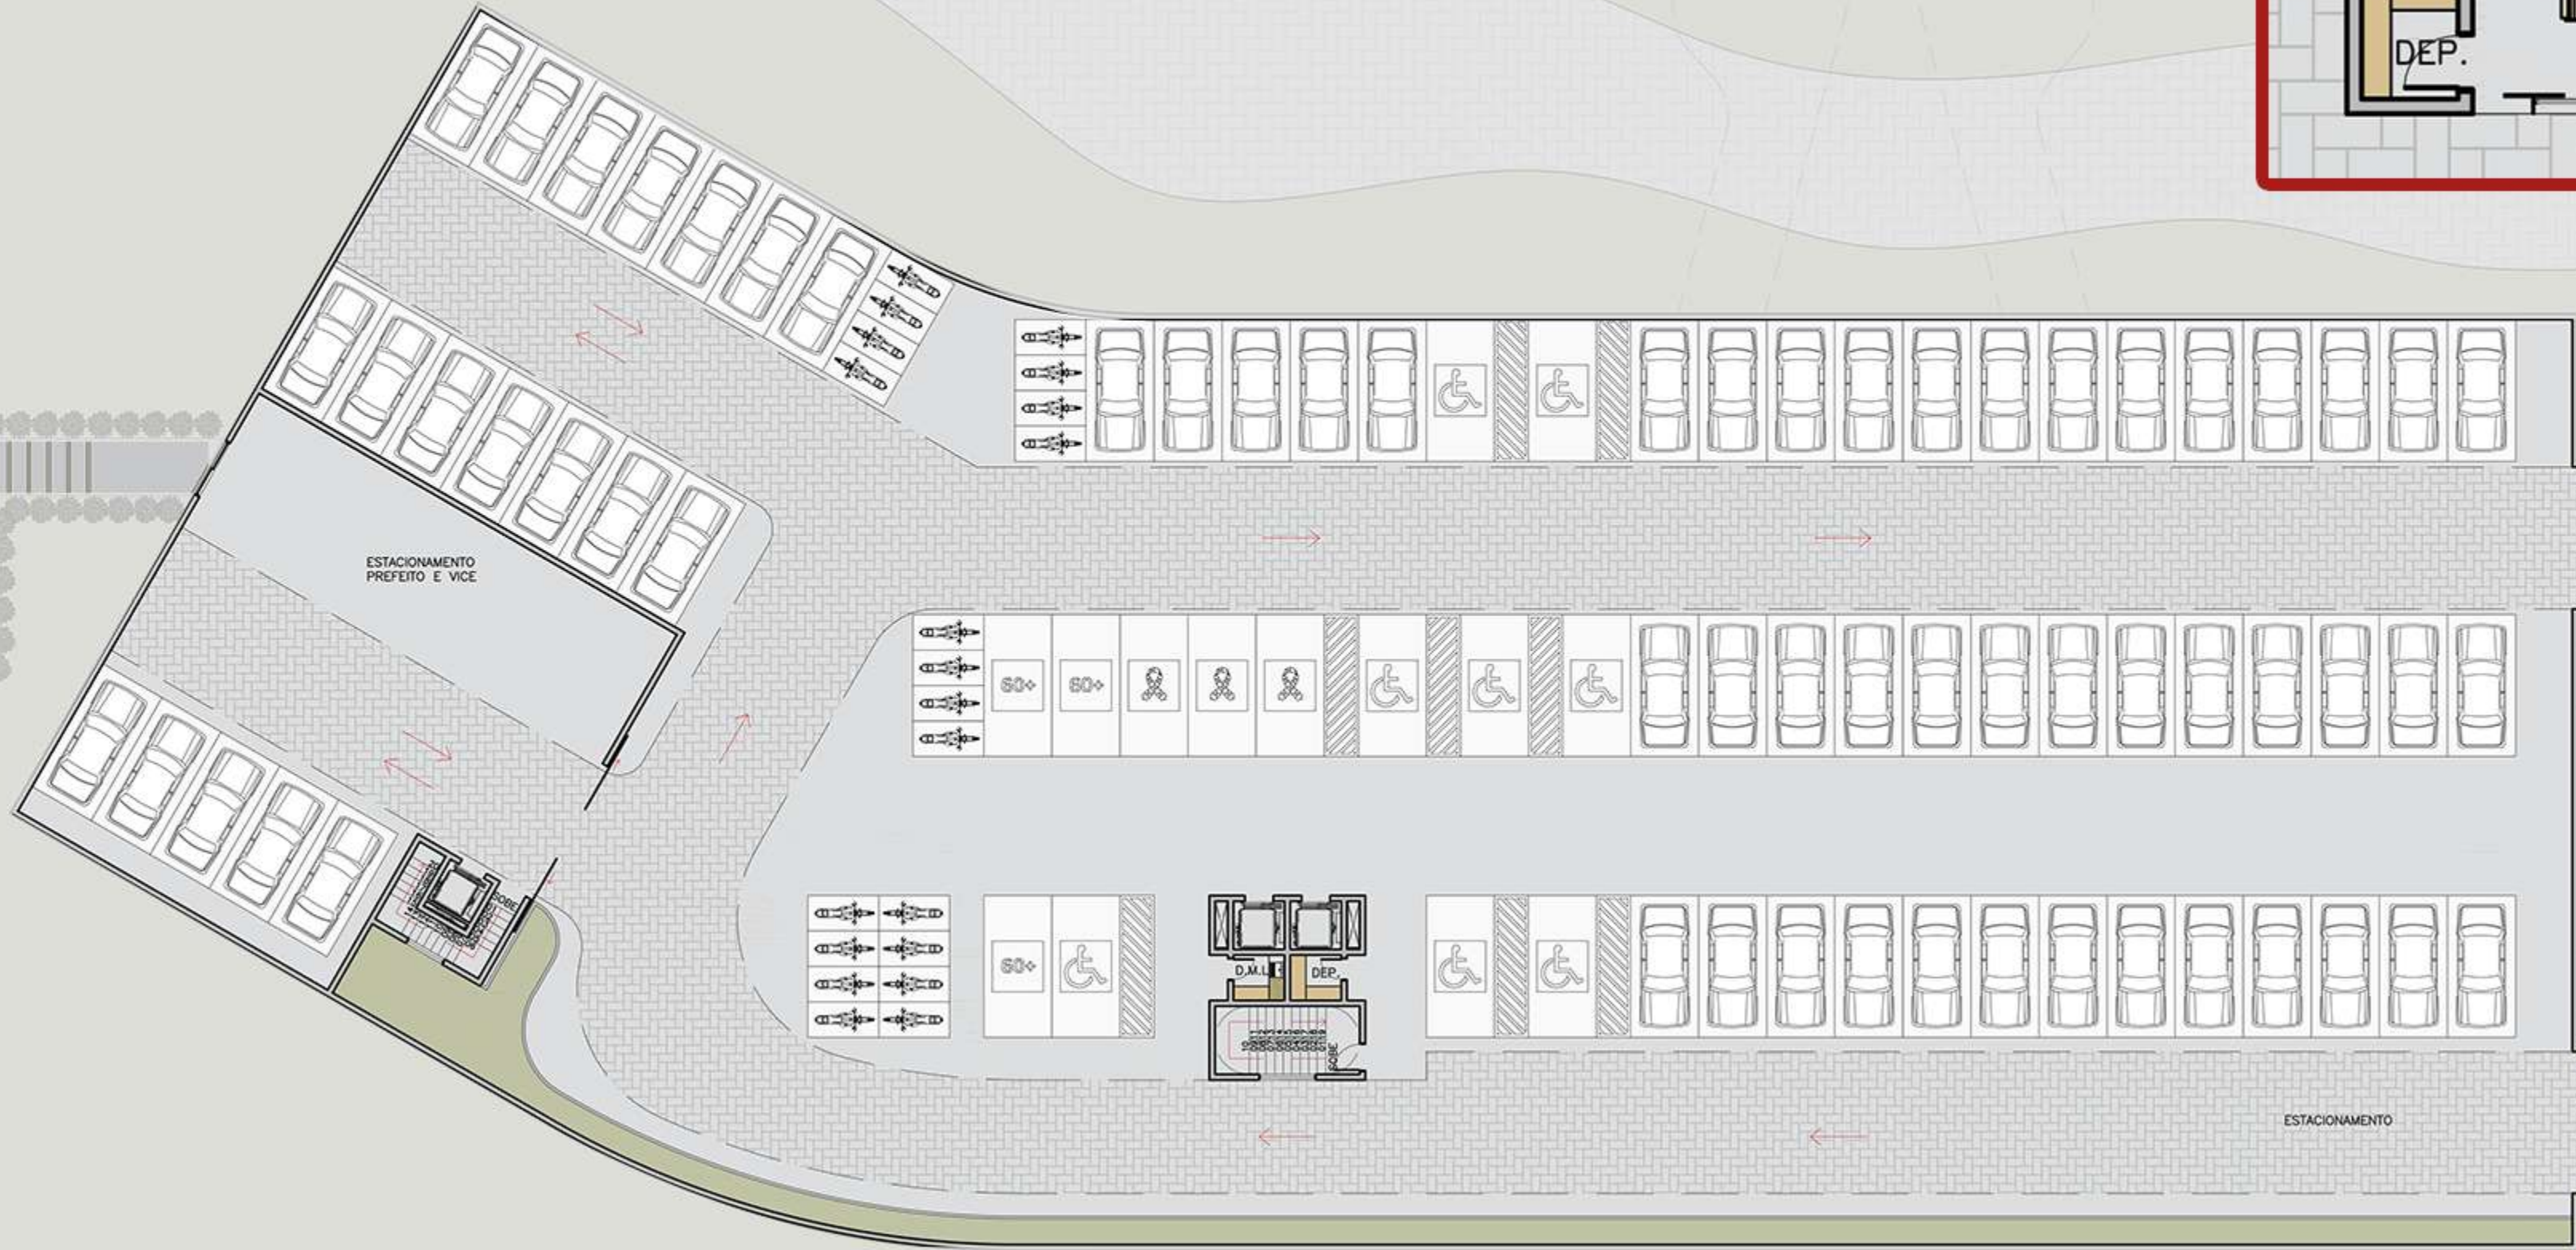 DEP.
ESTACIONAMENTO
PREFEITO E VICE
60+
60+
SOBE
60+
D.M.L
DEP.
SOBE
ESTACIONAMENTO